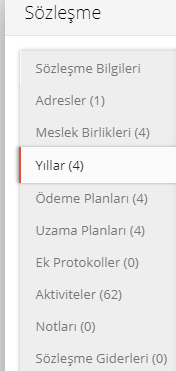 Sözleşme
Sözleşme Bilgileri
Adresler (1)
Meslek Birlikleri (4)
Yıllar (4)
Ödeme Planları (4)
Uzama Planları (4)
Ek Protokoller (0)
Aktiviteler (62)
Notları (0)
Sözleşme Giderleri (0)